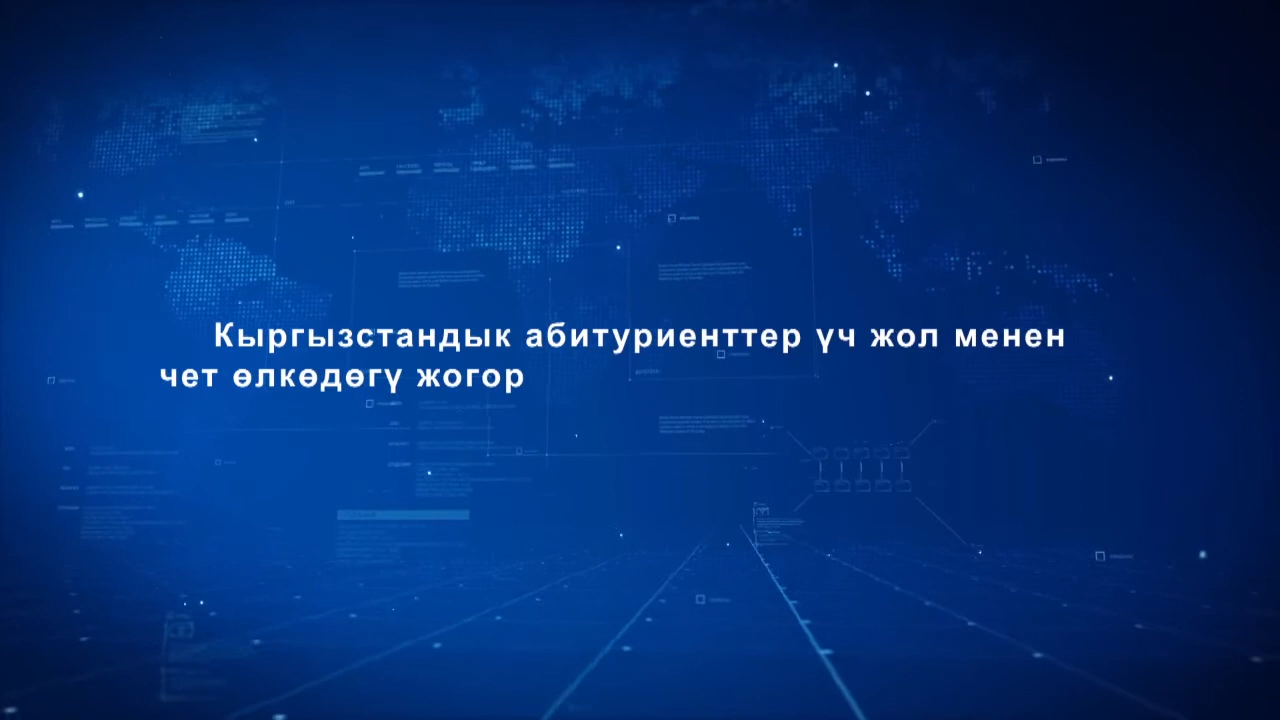 Кыргызстандык абитуриенттер үч жол менен
чет өлкөдөгү жогор